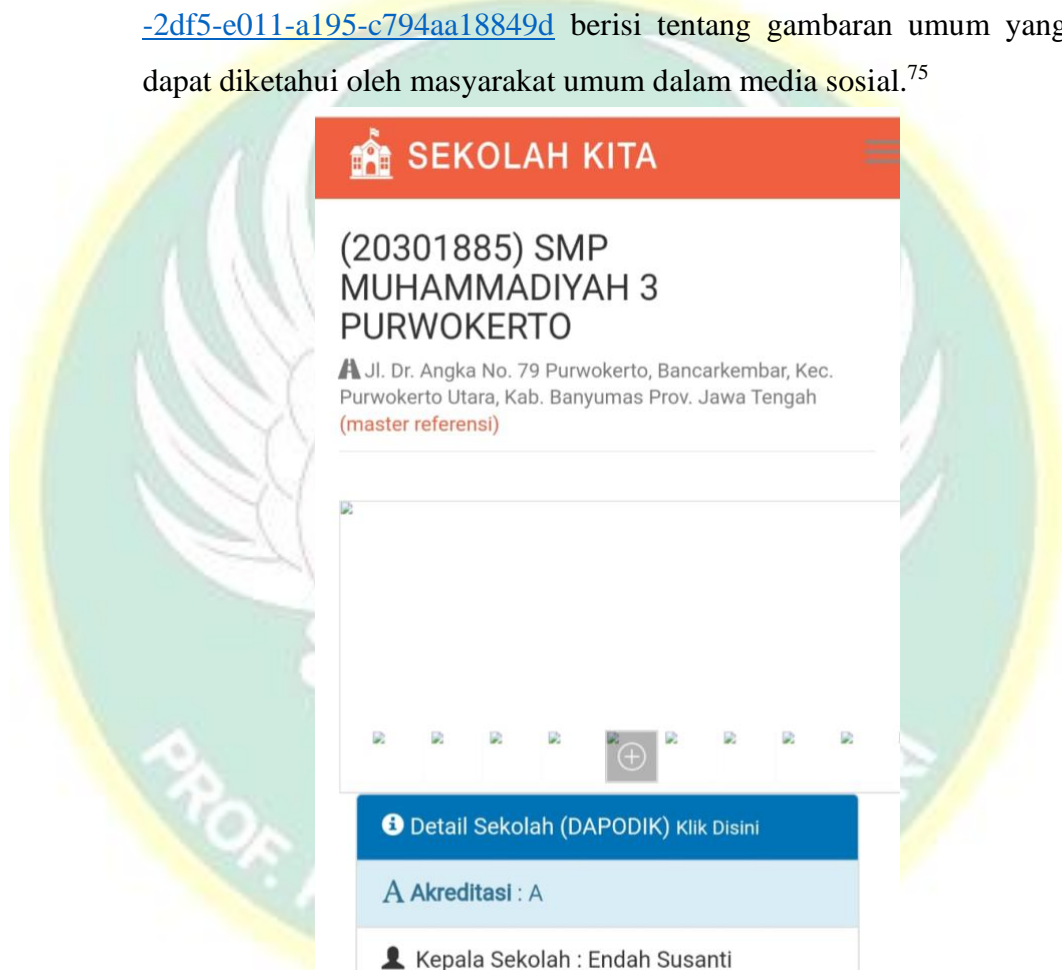 -2df5-e011-a195-c794aa18849d berisi tentang gambaran umum yang
dapat diketahui oleh masyarakat umum dalam media sosial.75
SEKOLAH KITA
(20301885) SMP
MUHAMMADIYAH 3
PURWOKERTO
Jl. Dr. Angka No. 79 Purwokerto, Bancarkembar, Kec.
Purwokerto Utara, Kab. Banyumas Prov. Jawa Tengah
(master referensi)
Detail Sekolah (DAPODIK) Klik Disini
A Akreditasi : A
Kepala Sekolah : Endah Susanti
PROF.